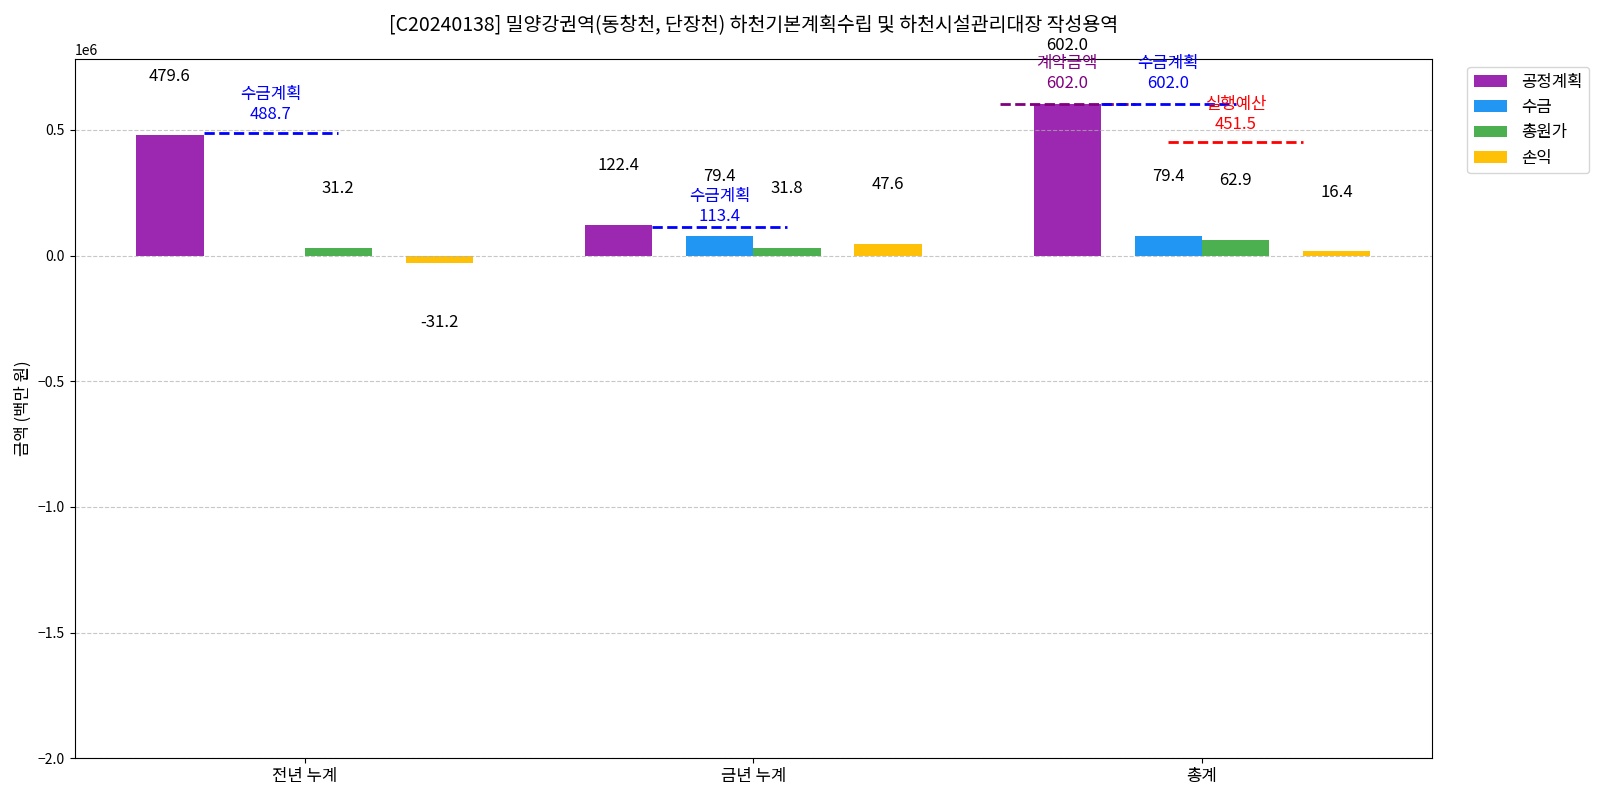 [C20240138] 밀양강권역(동창천, 단장천) 하천기본계획수립 및 하천시설관리대장 작성용역
1e6
479.6
수금계획
488.7
31.2
-31.2
122.4
79.4
수금계획
113.4
31.8
47.6
602.0
계약금액
602.0
수금계획
602.0
실행예산
451.5
79.4
62.9
16.4
공정계획
수금
총원가
손익
0.5
0.0
−0.5
−1.0
−1.5
−2.0
금액 (백만 원)
전년 누계
금년 누계
총계